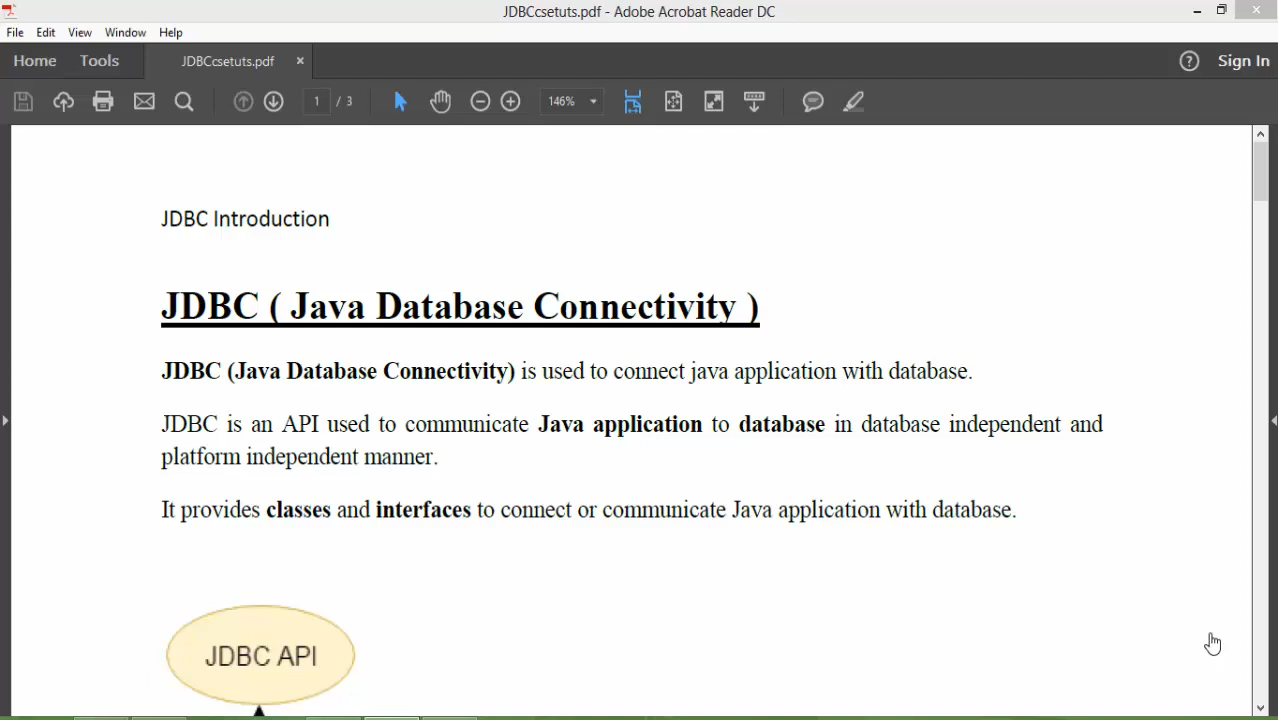 JDBCcsetuts.pdf - Adobe Acrobat Reader DC
File Edit View Window Help
Home Tools JDBCcsetuts.pdf × ? Sign In
1 / 3 146%
JDBC Introduction
JDBC ( Java Database Connectivity )
JDBC (Java Database Connectivity) is used to connect java application with database.
JDBC is an API used to communicate Java application to database in database independent and
platform independent manner.
It provides classes and interfaces to connect or communicate Java application with database.
JDBC API